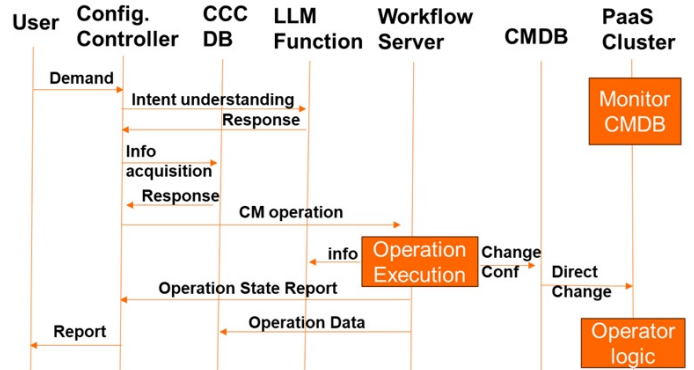 User
Config.
Controller
CCC
DB
LLM
Function
Workflow
Server
CMDB
PaaS
Cluster
Demand
Monitor
CMDB
Intent understanding
Response
Info
acquisition
Response
CM operation
info
Operation
Execution
Change
Conf
Direct
Change
Operation State Report
Operation Data
Report
Operator
logic